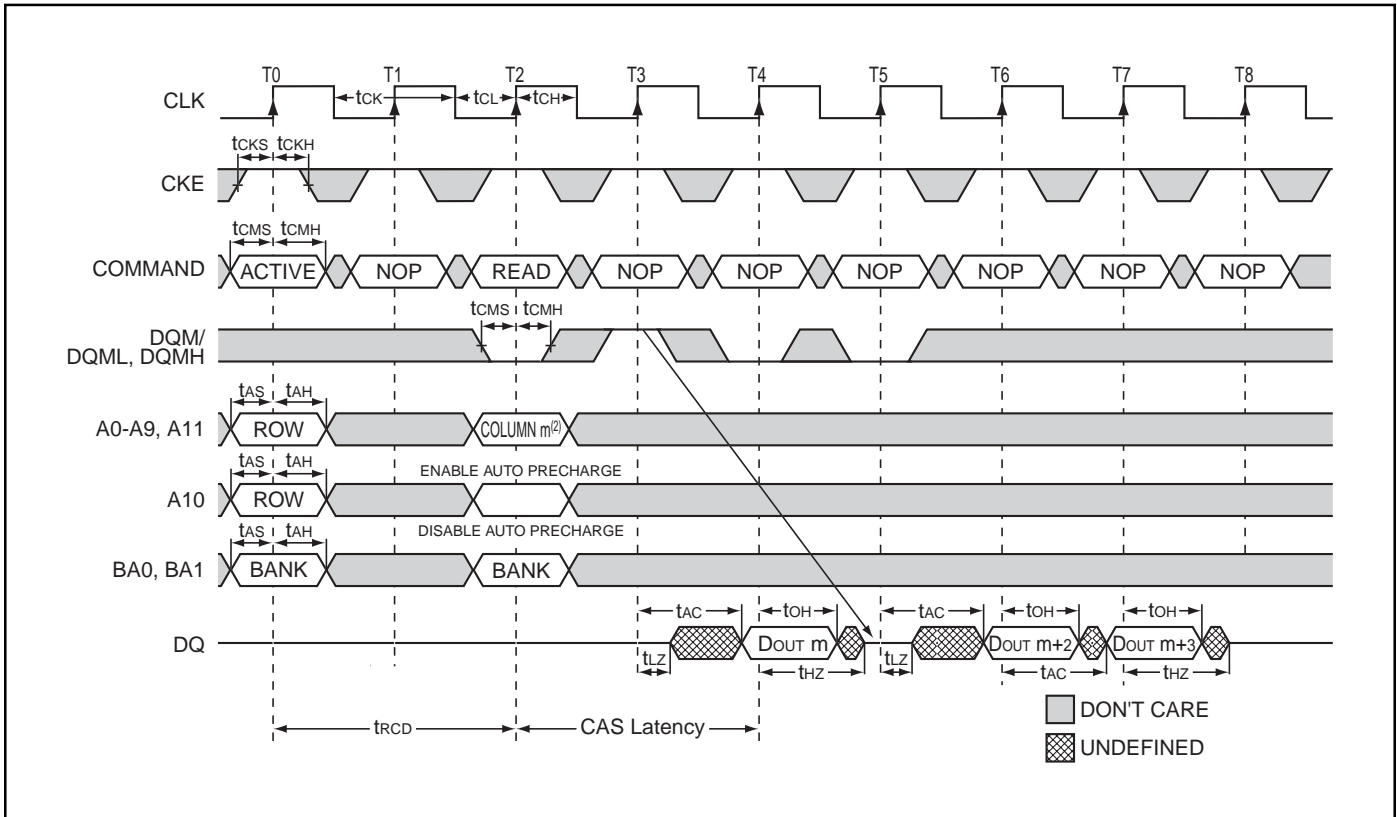 T0 T1 T2 T3 T4 T5 T6 T7 T8
CLK tCK tCL tCH
tCKS tCKH
CKE
tCMS tCMH
COMMAND ACTIVE NOP READ NOP NOP NOP NOP NOP NOP
tCMS tCMH
DQM/
DQML, DQMH
tAS tAH
A0-A9, A11 ROW COLUMN m(2)
tAS tAH ENABLE AUTO PRECHARGE
A10 ROW
tAS tAH DISABLE AUTO PRECHARGE
BA0, BA1 BANK BANK
tAC tOH tAC tOH tOH
DQ DOUT m DOUT m+2 DOUT m+3
tLZ tHZ tLZ tAC tHZ
DON'T CARE
tRCD CAS Latency
UNDEFINED